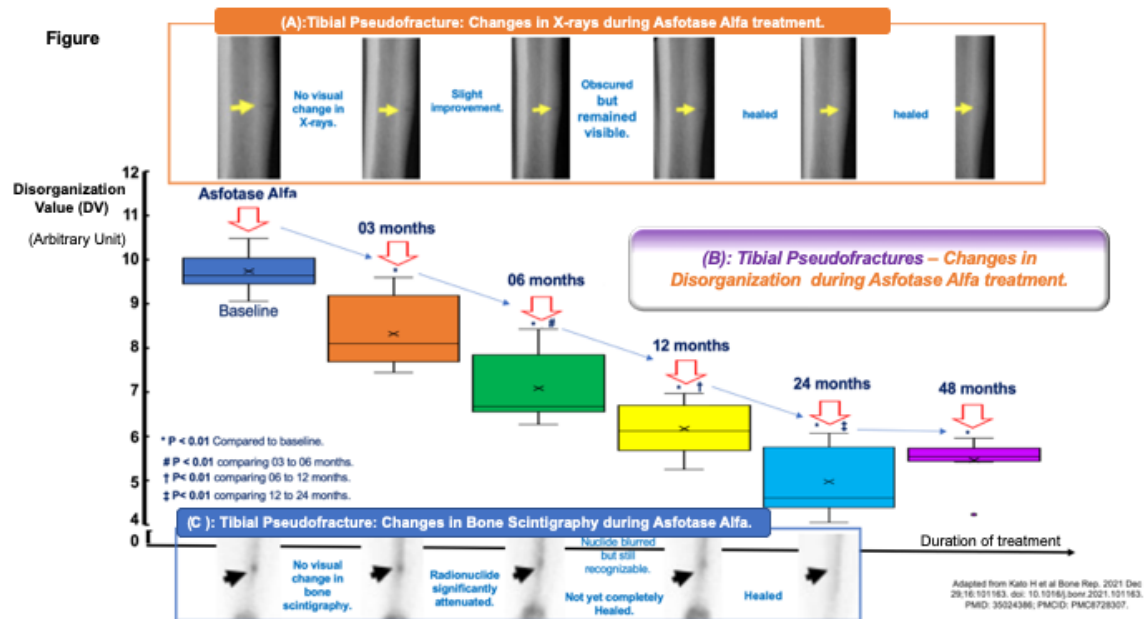 Figure
(A):Tibial Pseudofracture: Changes in X-rays during Asfotase Alfa treatment.
No visual
change in
X-rays.
Slight
improvement.
Obscured
but
remained
visible.
healed
healed
12
Disorganization
Value (DV)
(Arbitrary Unit)
11
10
9
8
7
6
5
4
0
Asfotase Alfa
Baseline
03 months
*
06 months
* #
12 months
* †
24 months
* ‡
48 months
*
(B): Tibial Pseudofractures – Changes in
Disorganization during Asfotase Alfa treatment.
* P < 0.01 Compared to baseline.
# P < 0.01 comparing 03 to 06 months.
† P< 0.01 comparing 06 to 12 months.
‡ P< 0.01 comparing 12 to 24 months.
(C ): Tibial Pseudofracture: Changes in Bone Scintigraphy during Asfotase Alfa.
No visual
change in
bone
scintigraphy.
Radionuclide
significantly
attenuated.
Nuclide blurred
but still
recognizable.
Not yet completely
Healed.
Healed
Duration of treatment
Adapted from Kato H et al Bone Rep. 2021 Dec
29;16:101163. doi: 10.1016/j.bonr.2021.101163.
PMID: 35024386; PMCID: PMC8728307.